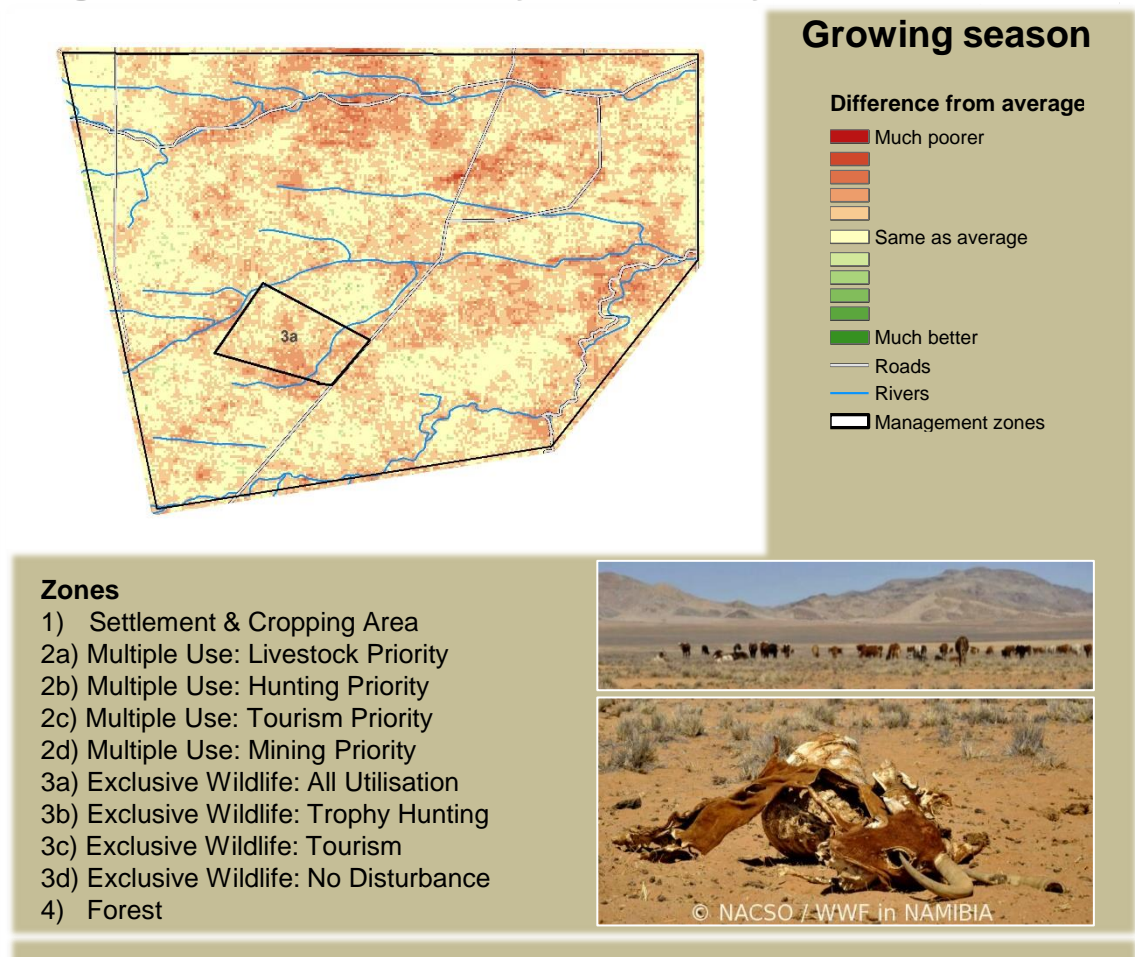 Growing season
3a
Difference from average
Much poorer
Same as average
Much better
Roads
Rivers
Management zones
Zones
1) Settlement & Cropping Area
2a) Multiple Use: Livestock Priority
2b) Multiple Use: Hunting Priority
2c) Multiple Use: Tourism Priority
2d) Multiple Use: Mining Priority
3a) Exclusive Wildlife: All Utilisation
3b) Exclusive Wildlife: Trophy Hunting
3c) Exclusive Wildlife: Tourism
3d) Exclusive Wildlife: No Disturbance
4) Forest
© NACSO / WWF in NAMIBIA